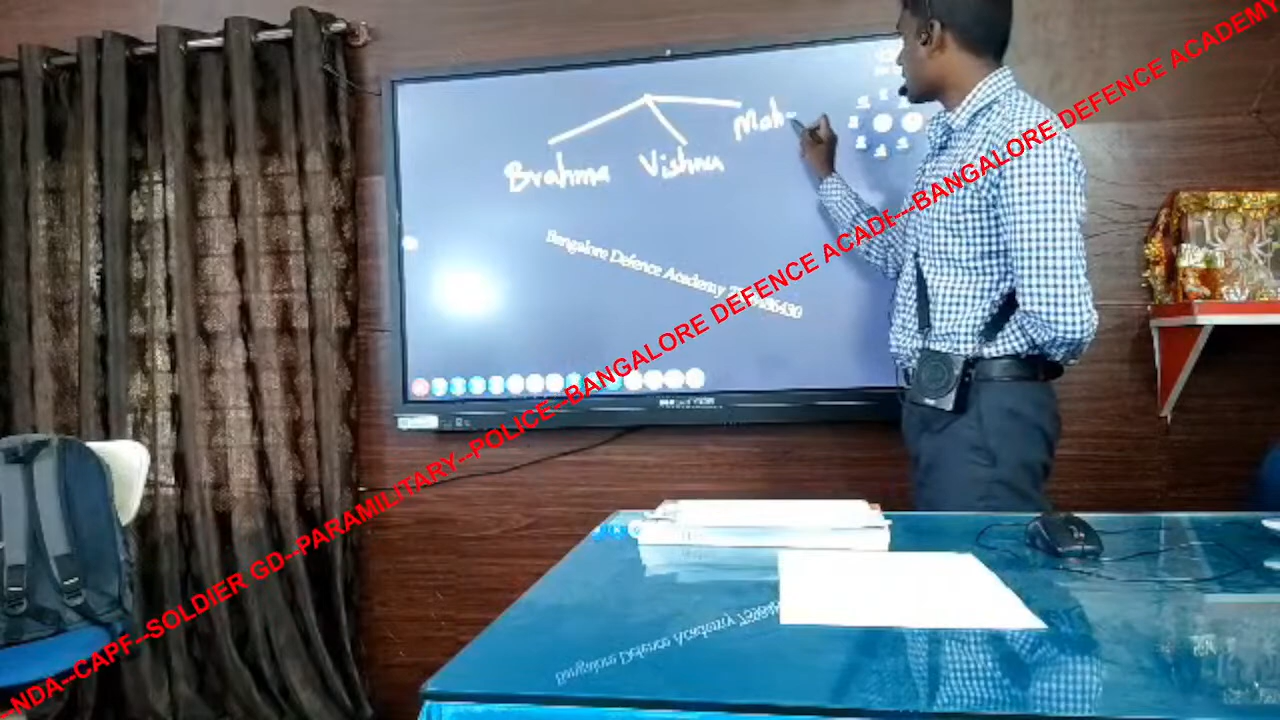 Brahma Vishnu Mah
Bangalore Defence Academy
--NDA--CAPF--SOLDIER GD--PARAMILITARY--POLICE--BANGALORE DEFENCE ACADE---BANGALORE DEFENCE ACADEMY